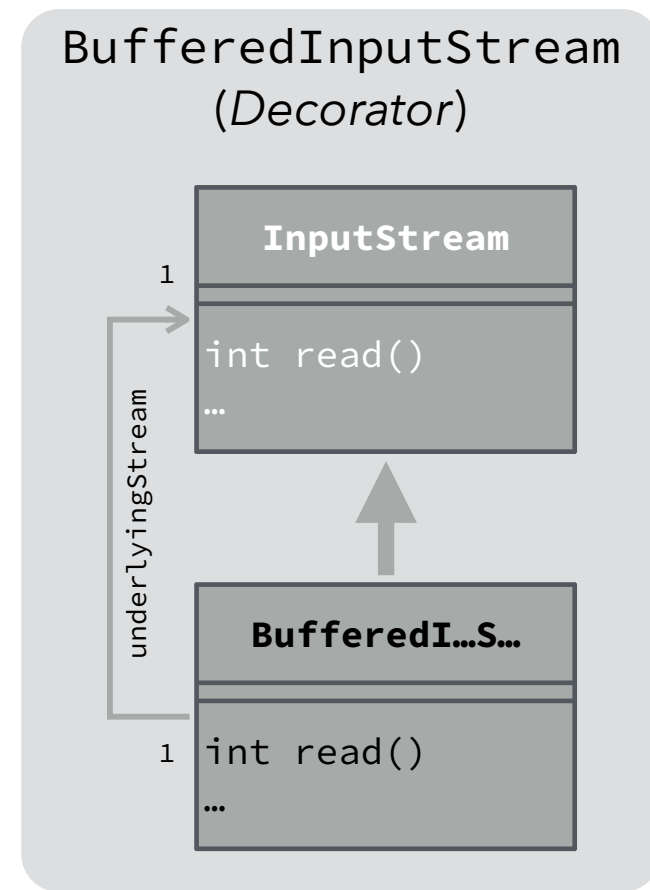 BufferedInputStream
(Decorator)
InputStream
1
int read()
…
underlyingStream
BufferedI…S…
1
int read()
…